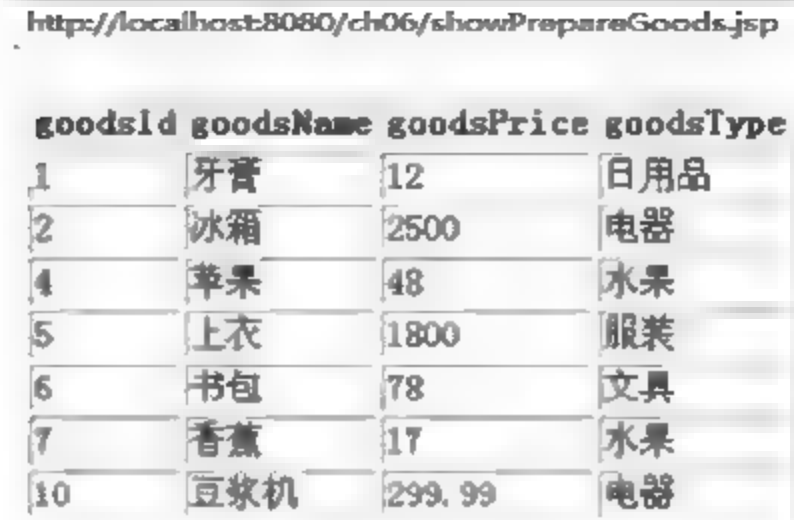 http://localhost:8080/ch06/showPrepareGoods.jsp
goodsId goodsName goodsPrice goodsType
1 牙膏 12 日用品
2 冰箱 2500 电器
4 苹果 48 水果
5 上衣 1800 服装
6 书包 78 文具
7 香蕉 17 水果
10 豆浆机 299.99 电器